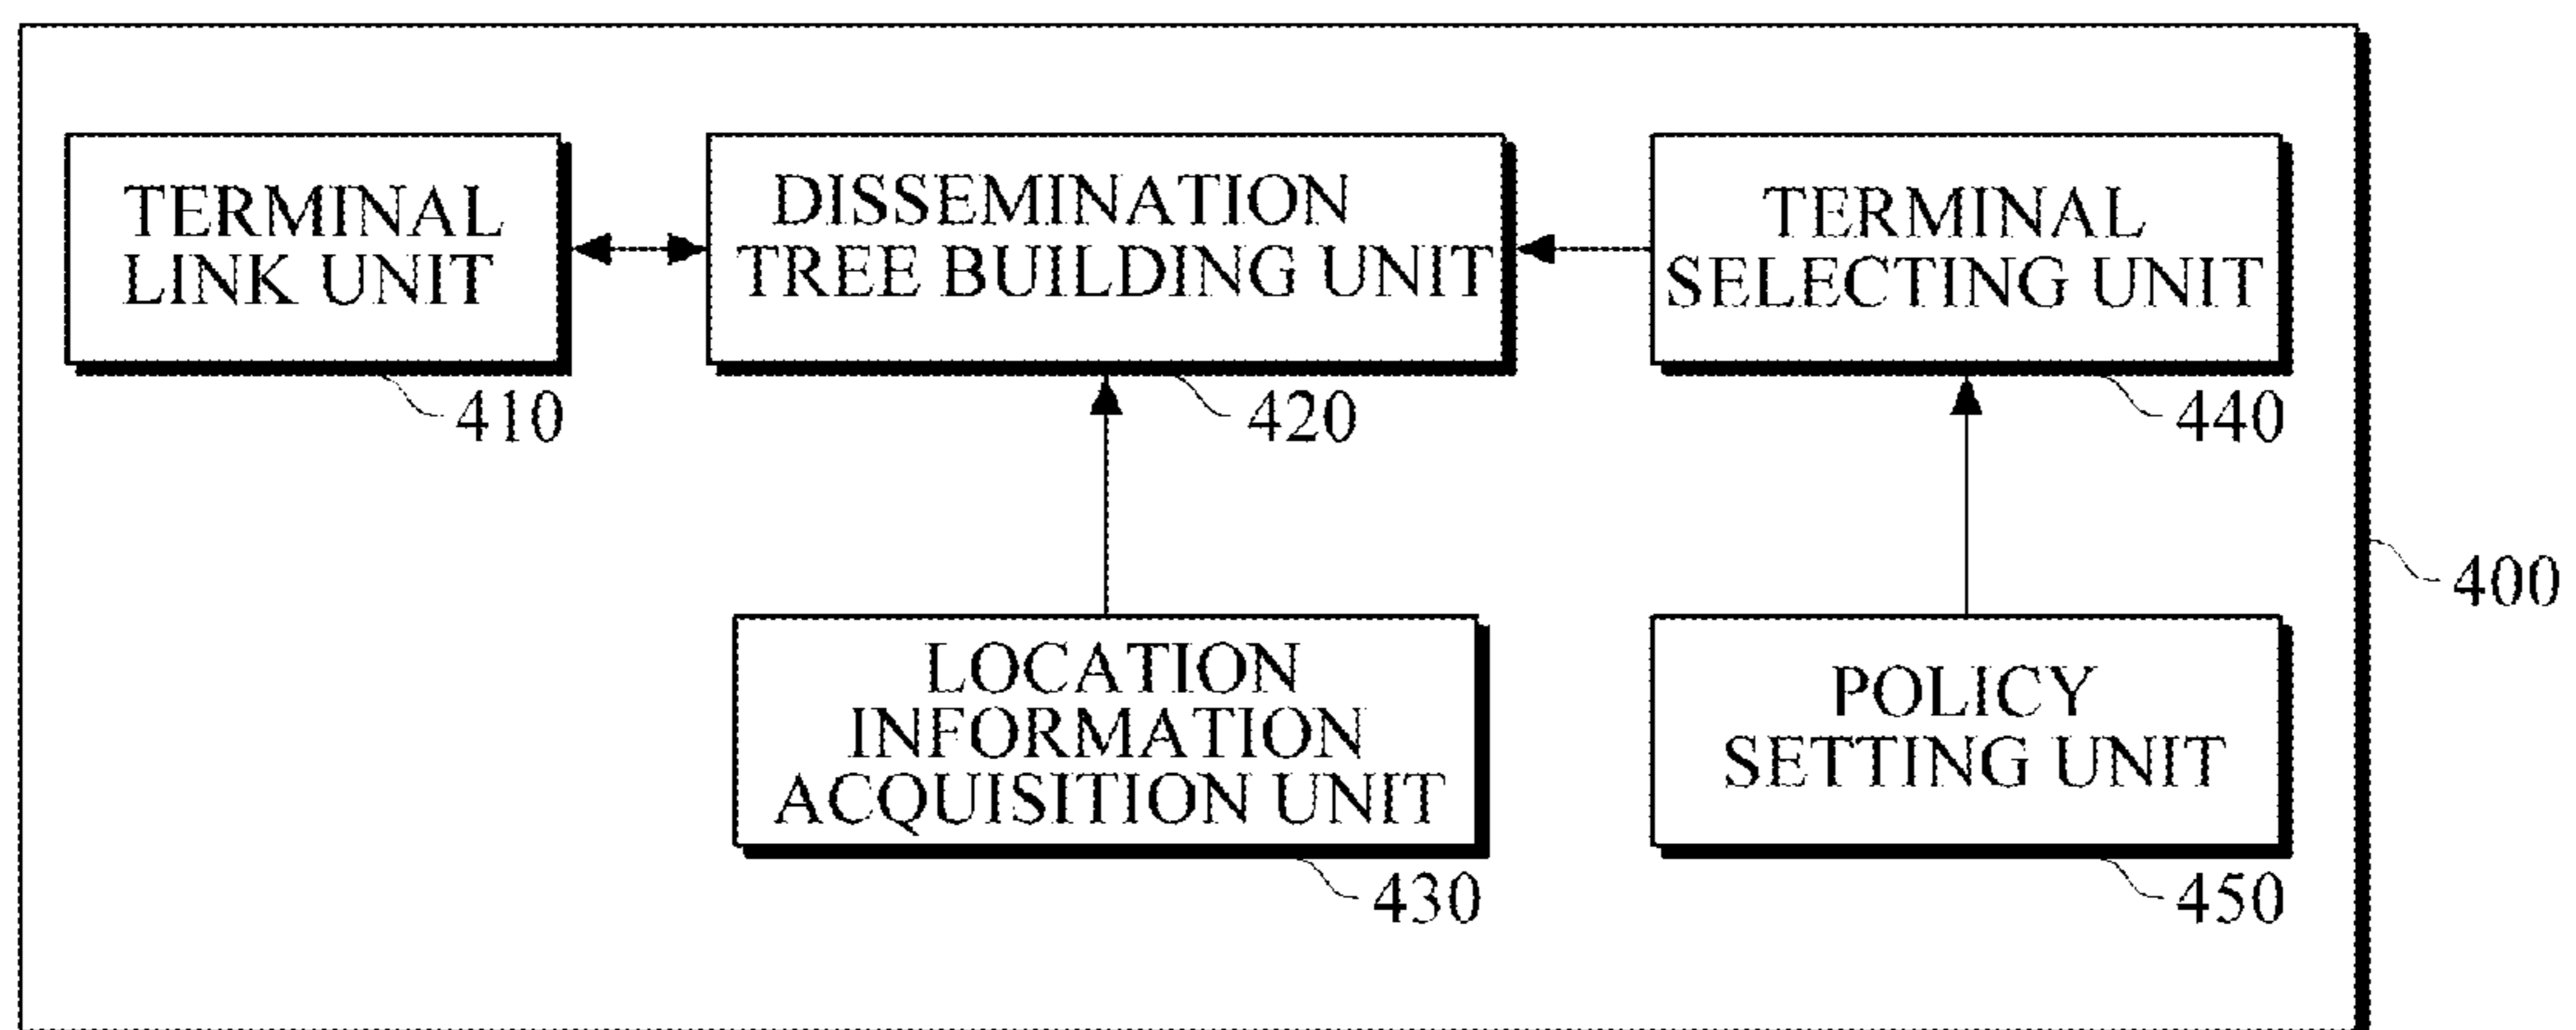 TERMINAL
LINK UNIT
410
DISSEMINATION
TREE BUILDING UNIT
420
TERMINAL
SELECTING UNIT
440
LOCATION
INFORMATION
ACQUISITION UNIT
430
POLICY
SETTING UNIT
450
400